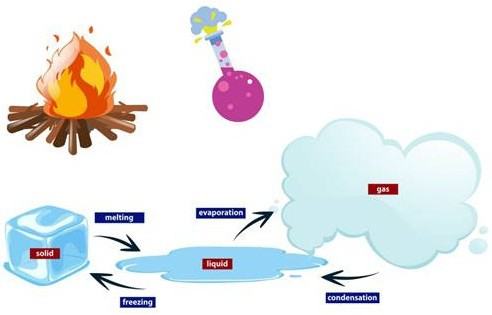 gas
melting
evaporation
solid
liquid
freezing
condensation